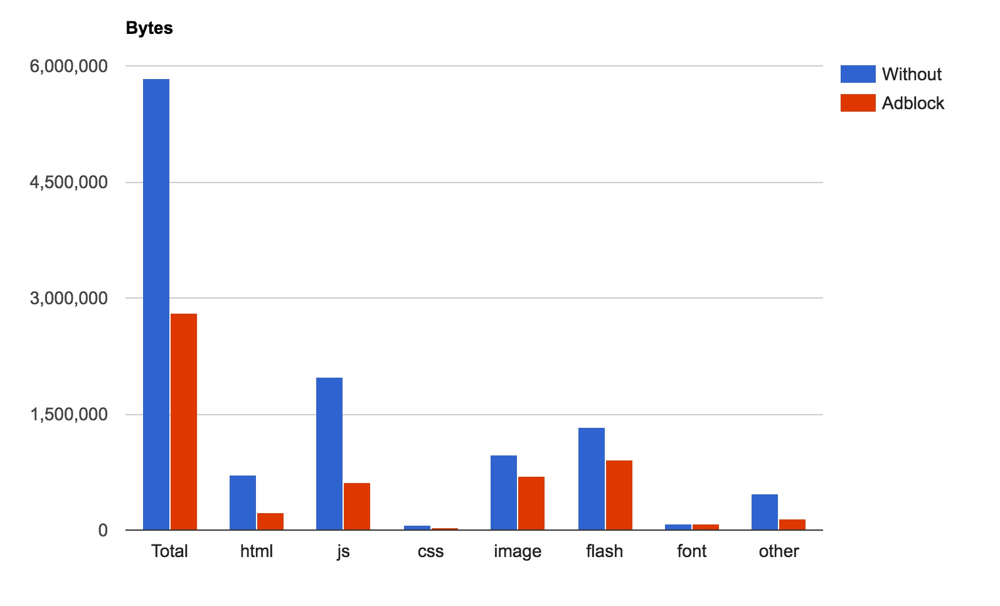 Bytes
6,000,000
4,500,000
3,000,000
1,500,000
0
Without
Adblock
Total html js css image flash font other